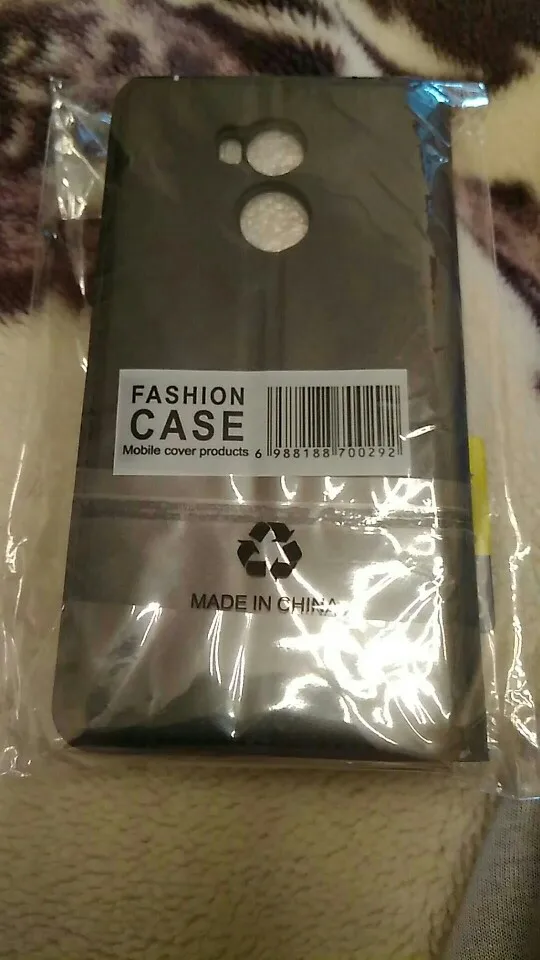 FASHION
CASE
Mobile cover products
6 988188 700292
MADE IN CHINA